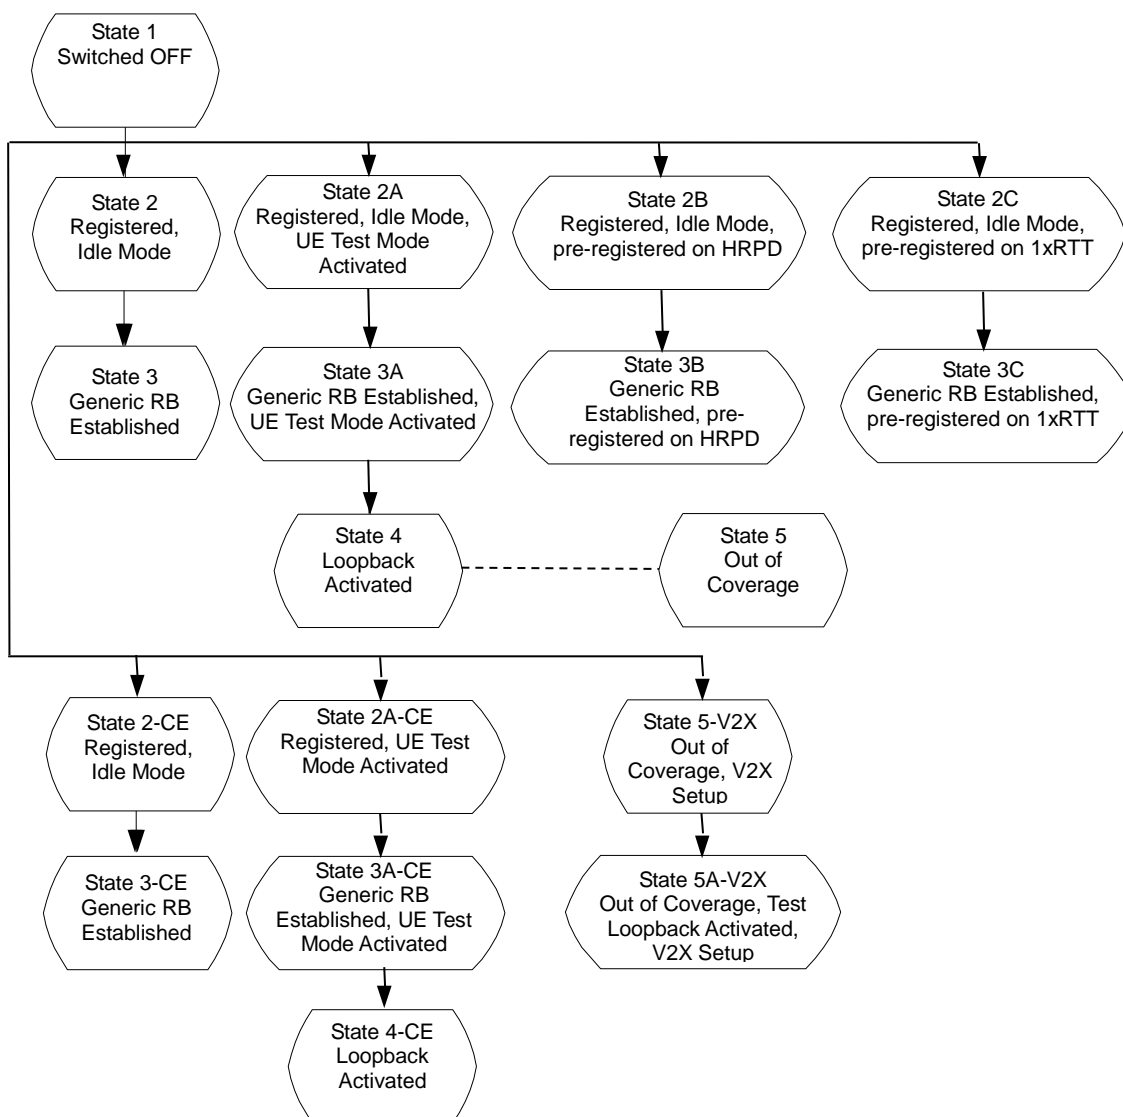 State 1
Switched OFF
State 2
Registered,
Idle Mode
State 2A
Registered, Idle Mode,
UE Test Mode
Activated
State 2B
Registered, Idle Mode,
pre-registered on HRPD
State 2C
Registered, Idle Mode,
pre-registered on 1xRTT
State 3
Generic RB
Established
State 3A
Generic RB Established,
UE Test Mode Activated
State 3B
Generic RB
Established, pre-
registered on HRPD
State 3C
Generic RB Established,
pre-registered on 1xRTT
State 4
Loopback
Activated
State 5
Out of
Coverage
State 2-CE
Registered,
Idle Mode
State 2A-CE
Registered, UE Test
Mode Activated
State 5-V2X
Out of
Coverage, V2X
Setup
State 3-CE
Generic RB
Established
State 3A-CE
Generic RB
Established, UE Test
Mode Activated
State 5A-V2X
Out of Coverage, Test
Loopback Activated,
V2X Setup
State 4-CE
Loopback
Activated